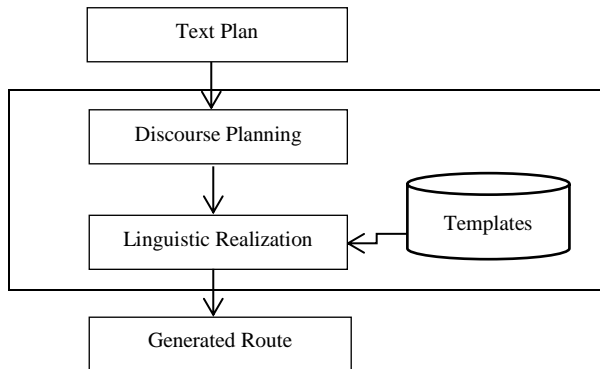 Text Plan
Discourse Planning
Linguistic Realization
Templates
Generated Route